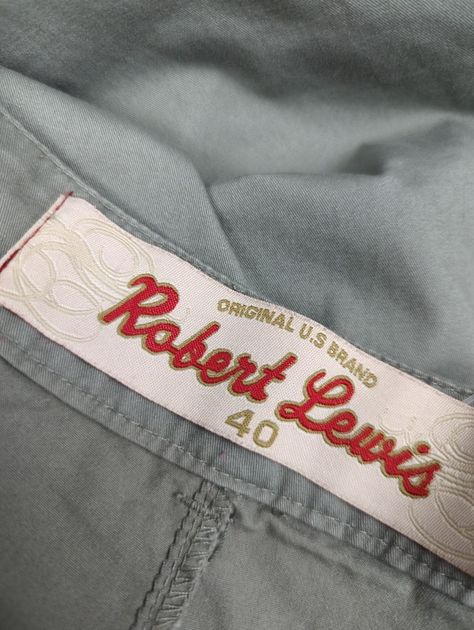 ORIGINAL U.S BRAND
Robert Lewis
40